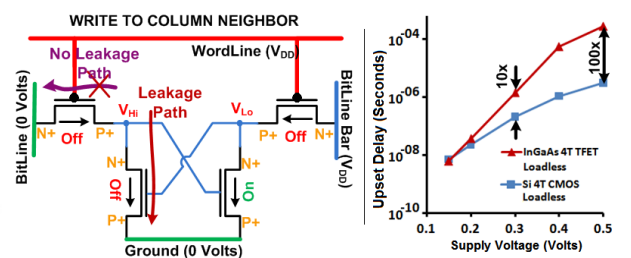 WRITE TO COLUMN NEIGHBOR
No Leakage
Path
WordLine (VDD)
Leakage
Path
VHi
VLo
BitLine (0 Volts)
BitLine Bar (VDD)
N+
Off
P+
P+
Off
N+
N+
Off
P+
N+
On
P+
Ground (0 Volts)
Upset Delay (Seconds)
10-04
10-06
10-08
10-10
10x
100x
InGaAs 4T TFET
Loadless
Si 4T CMOS
Loadless
0.1
0.2
0.3
0.4
0.5
Supply Voltage (Volts)